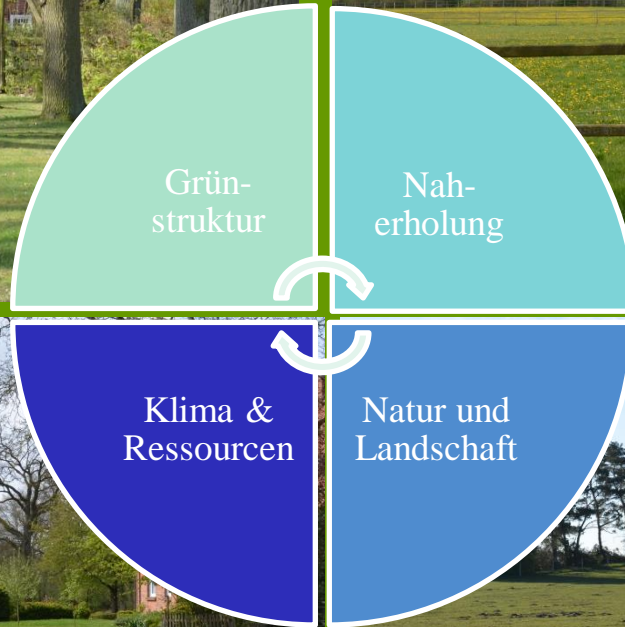 Grün-
struktur
Nah-
erholung
Klima &
Ressourcen
Natur und
Landschaft